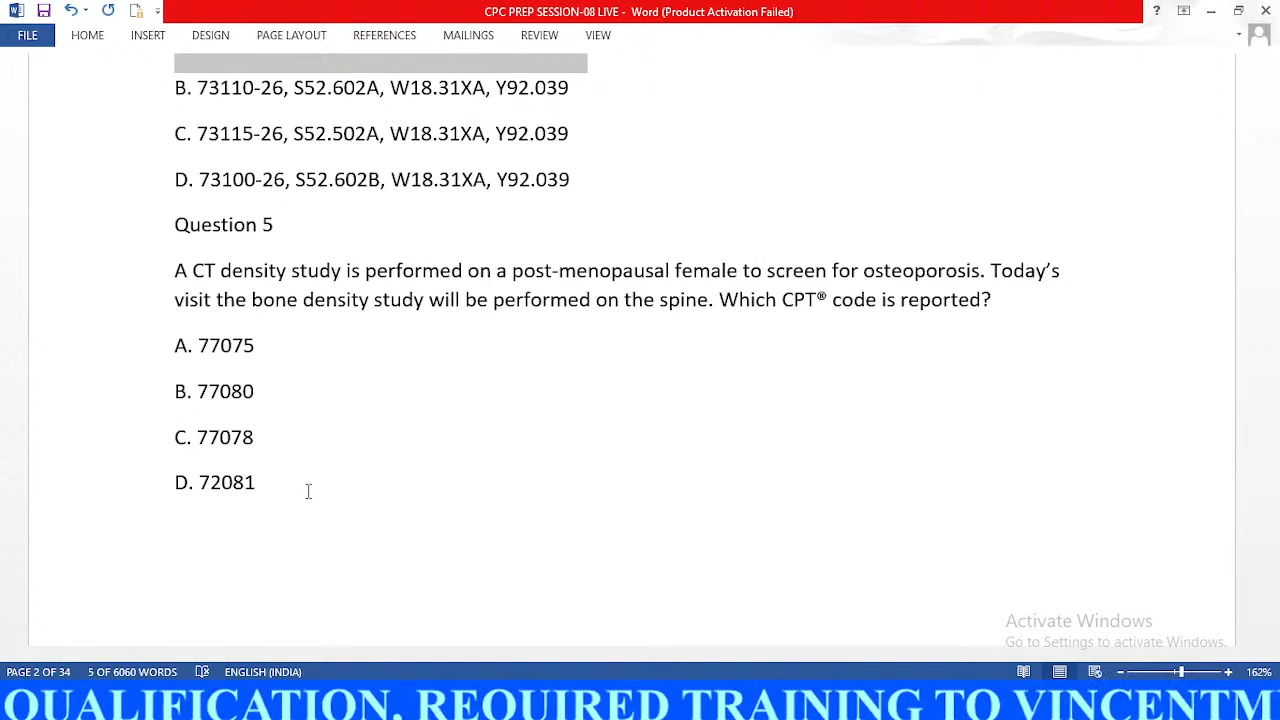 CPC PREP SESSION-08 LIVE - Word (Product Activation Failed)
?
FILE HOME INSERT DESIGN PAGE LAYOUT REFERENCES MAILINGS REVIEW VIEW
B. 73110-26, S52.602A, W18.31XA, Y92.039
C. 73115-26, S52.502A, W18.31XA, Y92.039
D. 73100-26, S52.602B, W18.31XA, Y92.039
Question 5
A CT density study is performed on a post-menopausal female to screen for osteoporosis. Today’s
visit the bone density study will be performed on the spine. Which CPT® code is reported?
A. 77075
B. 77080
C. 77078
D. 72081
Activate Windows
Go to Settings to activate Windows.
PAGE 2 OF 34 5 OF 6060 WORDS ENGLISH (INDIA) 162%
QUALIFICATION, REQUIRED TRAINING TO VINCENTM